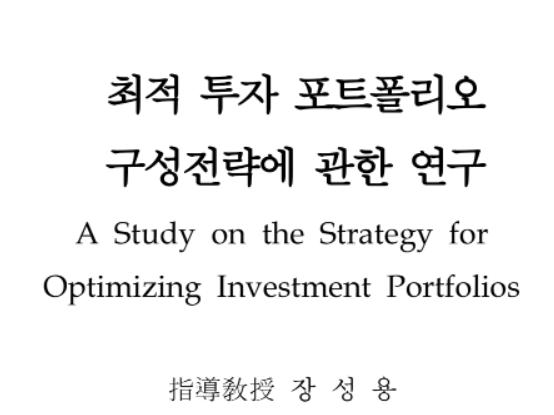 최적 투자 포트폴리오
구성전략에 관한 연구
A Study on the Strategy for
Optimizing Investment Portfolios
指導敎授 장 성 용